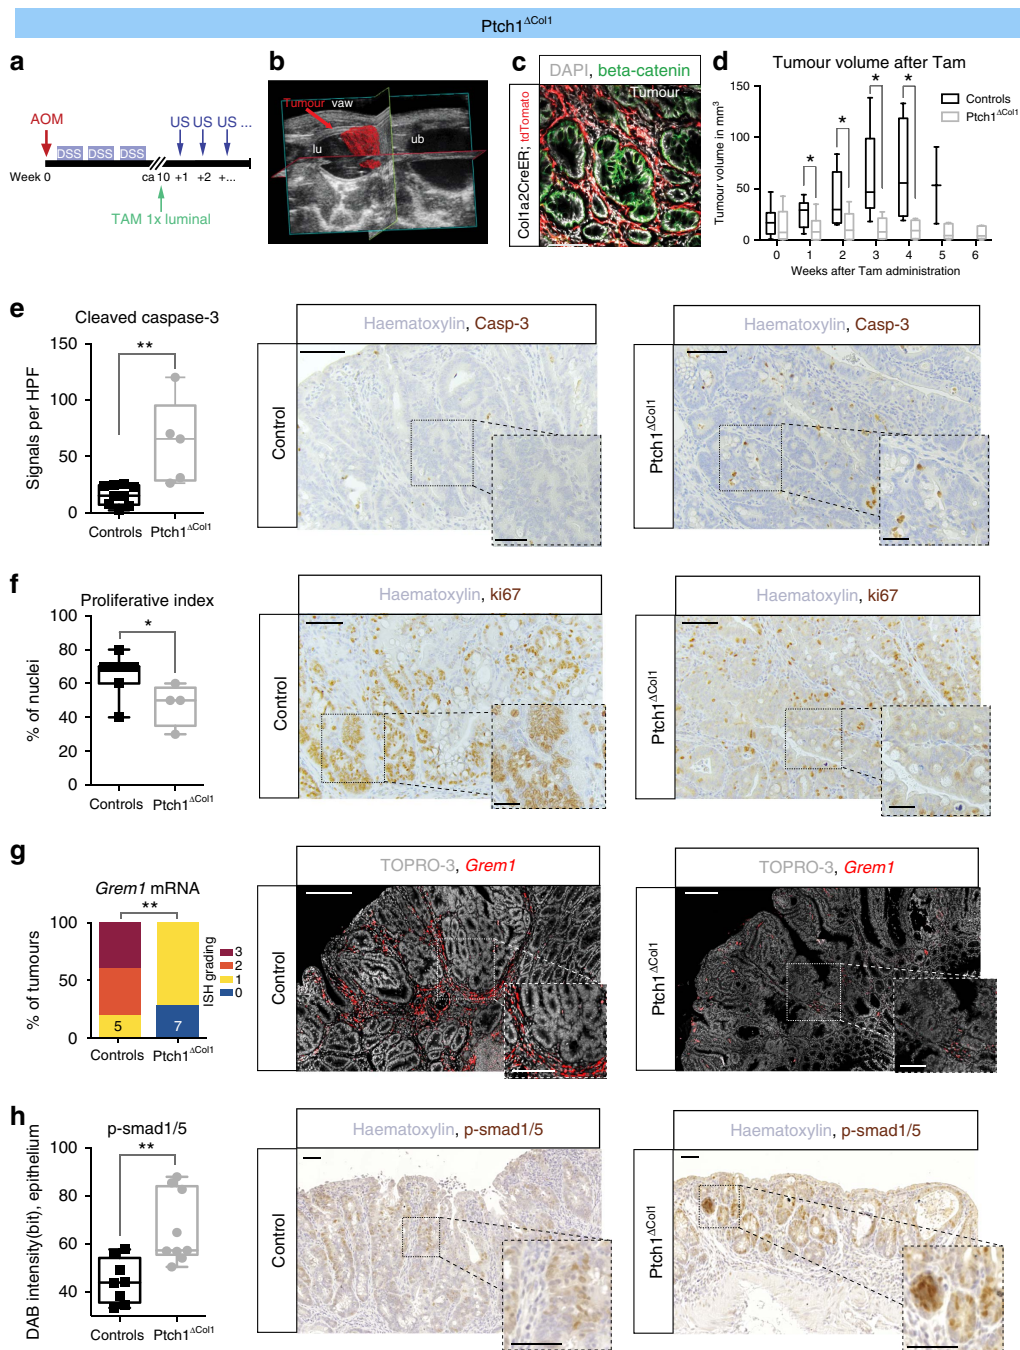 Ptch1ΔCol1
a
AOM
US US US ...
DSS DSS DSS
Week 0
ca 10 +1 +2 +...
TAM 1x luminal
b
Tumour vaw
lu
ub
c
DAPI, beta-catenin
Col1a2CreER; tdTomato
Tumour
d
Tumour volume after Tam
Tumour volume in mm³
150
100
50
0
* * * *
Controls
Ptch1ΔCol1
0 1 2 3 4 5 6
Weeks after Tam administration
e
Cleaved caspase-3
Signals per HPF
150
100
50
0
**
Controls Ptch1ΔCol1
Haematoxylin, Casp-3
Control
Haematoxylin, Casp-3
Ptch1ΔCol1
f
Proliferative index
% of nuclei
100
80
60
40
20
0
*
Controls Ptch1ΔCol1
Haematoxylin, ki67
Control
Haematoxylin, ki67
Ptch1ΔCol1
g
Grem1 mRNA
% of tumours
100
50
0
**
5 7
Controls Ptch1ΔCol1
ISH grading
3
2
1
0
TOPRO-3, Grem1
Control
TOPRO-3, Grem1
Ptch1ΔCol1
h
p-smad1/5
DAB intensity(bit), epithelium
100
80
60
40
**
Controls Ptch1ΔCol1
Haematoxylin, p-smad1/5
Control
Haematoxylin, p-smad1/5
Ptch1ΔCol1